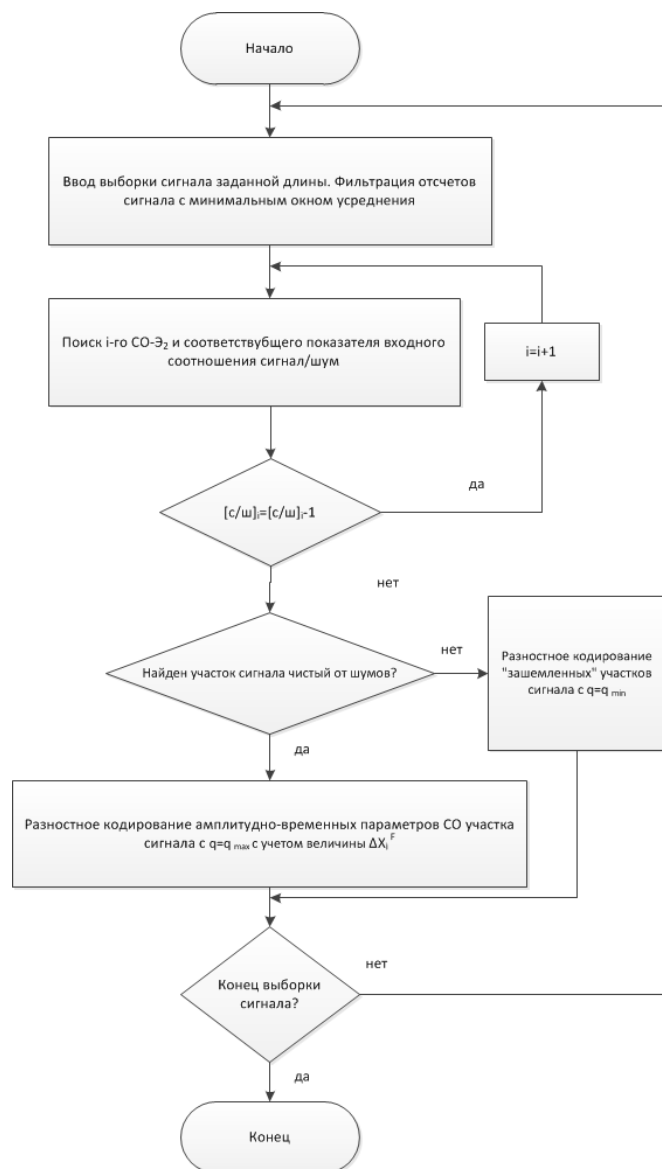 Начало
Ввод выборки сигнала заданной длины. Фильтрация отсчетов
сигнала с минимальным окном усреднения
Поиск i-го СО-Э₂ и соответствубщего показателя входного
соотношения сигнал/шум
i=i+1
да
[с/ш]ᵢ=[с/ш]ᵢ-1
нет
Найден участок сигнала чистый от шумов?
нет
Разностное кодирование
"зашемленных" участков
сигнала с q=q min
да
Разностное кодирование амплитудно-временных параметров СО участка
сигнала с q=q max с учетом величины ΔXᵢ F
Конец выборки
сигнала?
нет
да
Конец